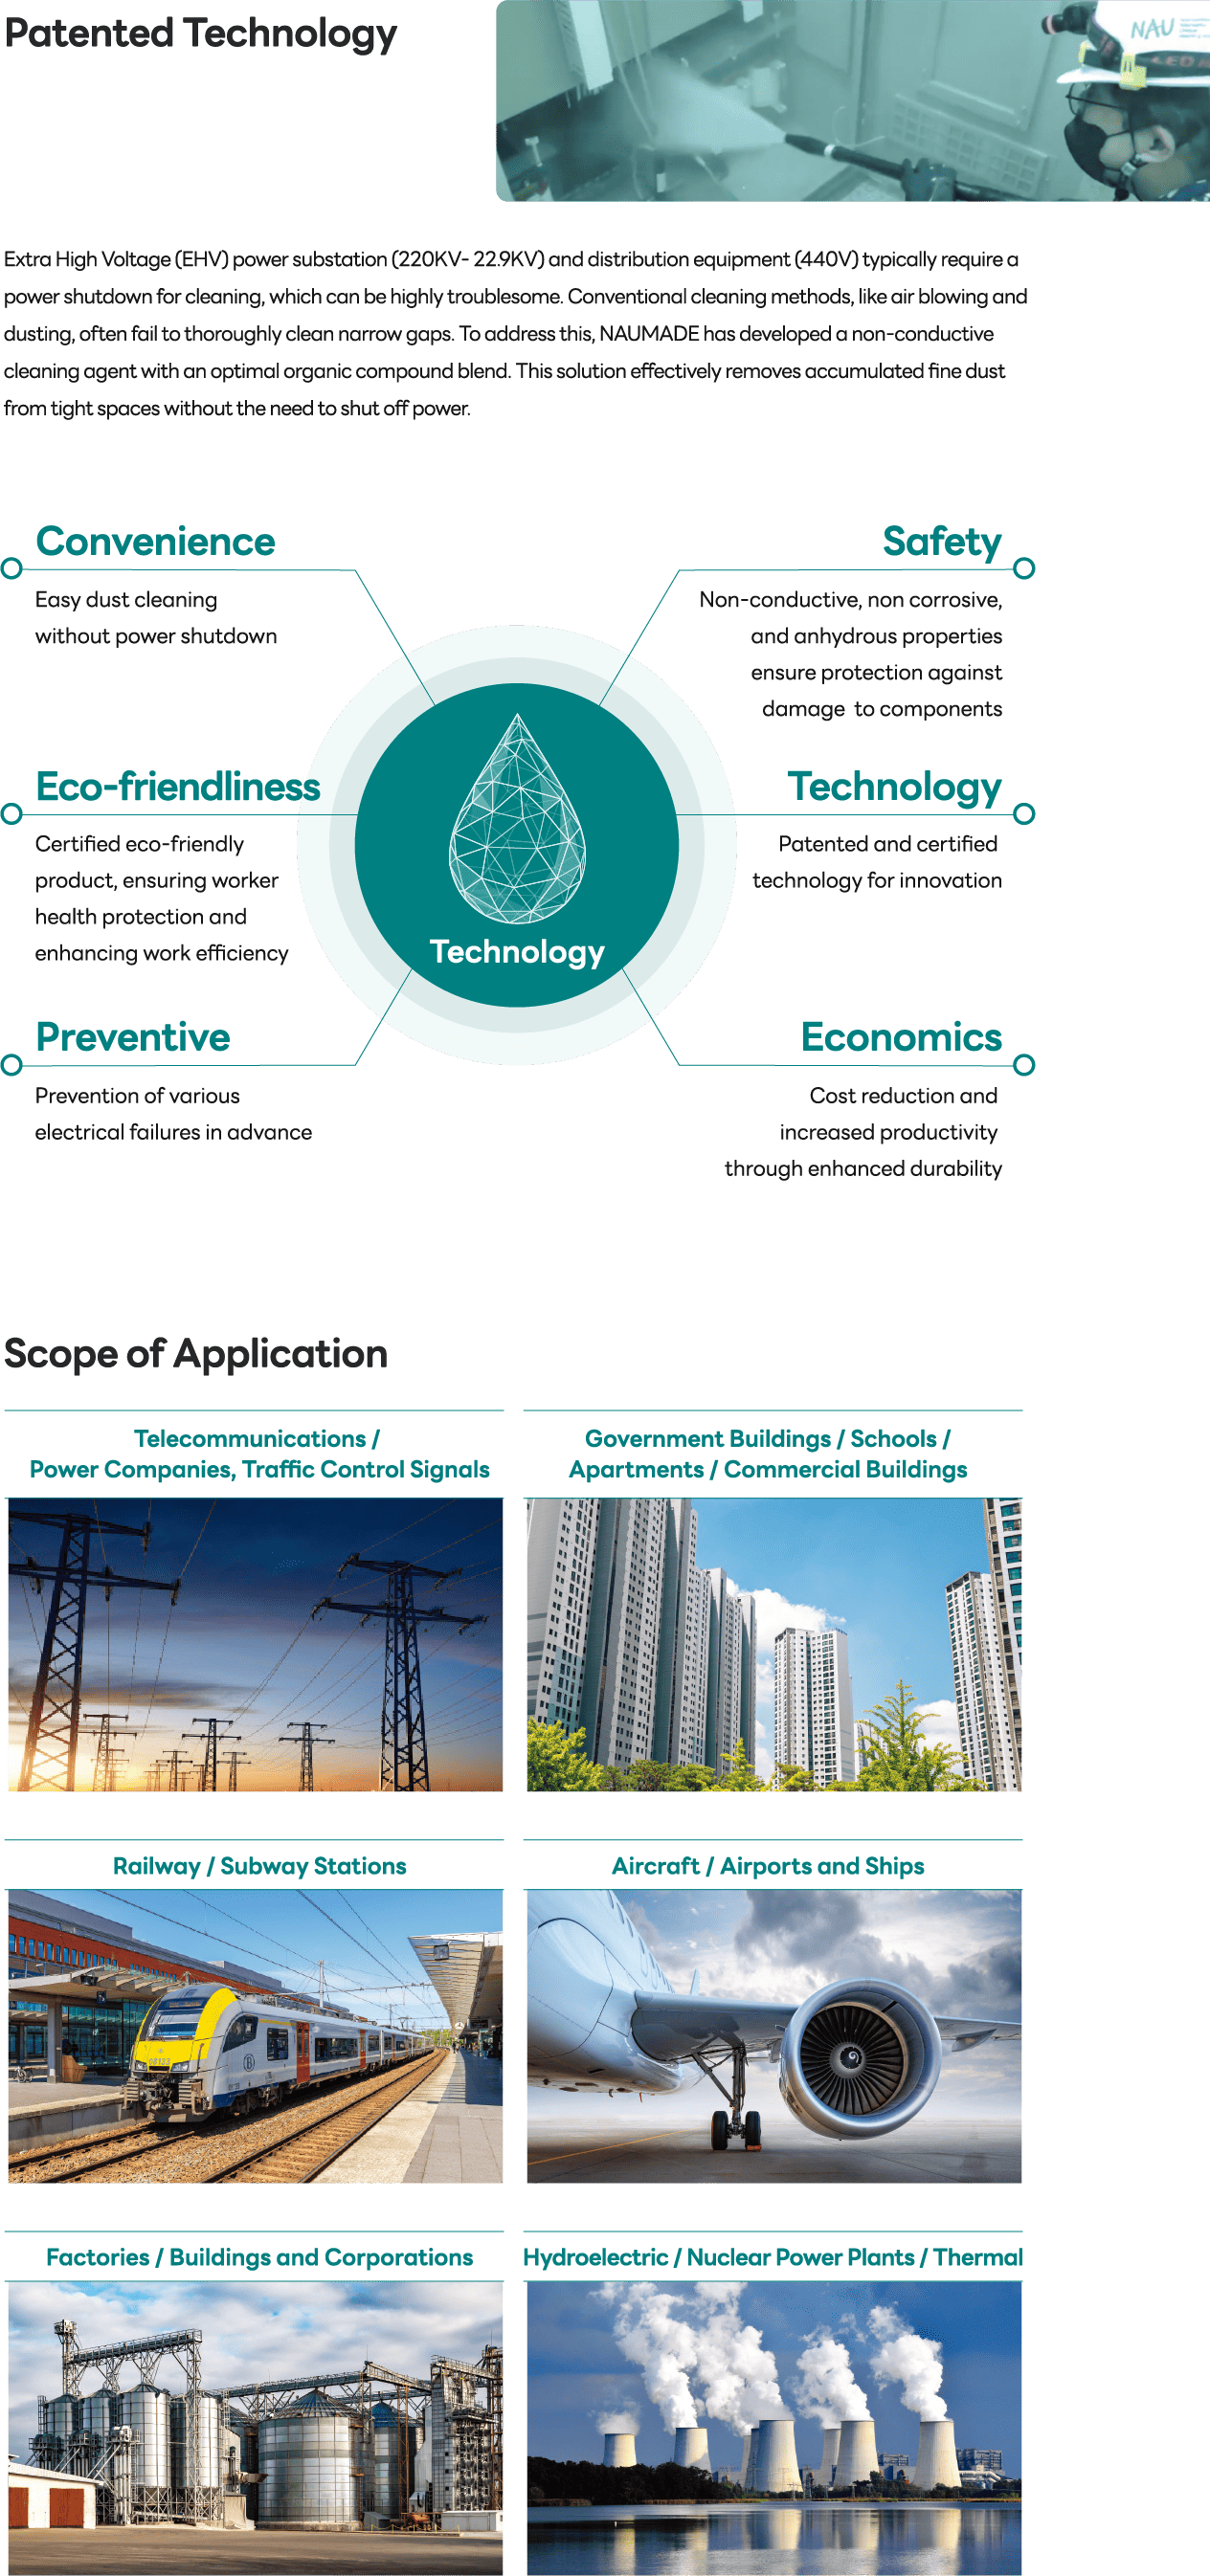 Patented Technology
NAU
LED
Extra High Voltage (EHV) power substation (220KV- 22.9KV) and distribution equipment (440V) typically require a
power shutdown for cleaning, which can be highly troublesome. Conventional cleaning methods, like air blowing and
dusting, often fail to thoroughly clean narrow gaps. To address this, NAUMADE has developed a non-conductive
cleaning agent with an optimal organic compound blend. This solution effectively removes accumulated fine dust
from tight spaces without the need to shut off power.
Convenience
Easy dust cleaning
without power shutdown
Safety
Non-conductive, non corrosive,
and anhydrous properties
ensure protection against
damage to components
Eco-friendliness
Certified eco-friendly
product, ensuring worker
health protection and
enhancing work efficiency
Technology
Patented and certified
technology for innovation
Technology
Preventive
Prevention of various
electrical failures in advance
Economics
Cost reduction and
increased productivity
through enhanced durability
Scope of Application
Telecommunications /
Power Companies, Traffic Control Signals
Government Buildings / Schools /
Apartments / Commercial Buildings
Railway / Subway Stations
Aircraft / Airports and Ships
B
Factories / Buildings and Corporations
Hydroelectric / Nuclear Power Plants / Thermal